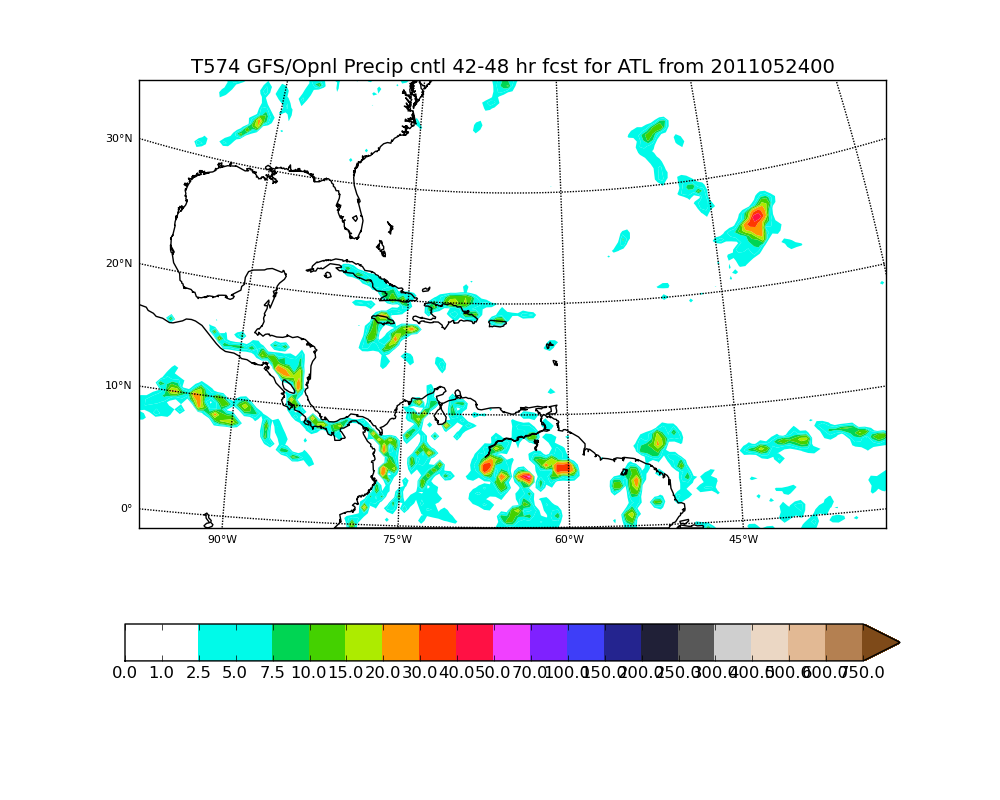 T574 GFS/Opnl Precip cntl 42-48 hr fcst for ATL from 2011052400
30°N
20°N
10°N
0°
90°W 75°W 60°W 45°W
0.0 1.0 2.5 5.0 7.5 10.0 15.0 20.0 30.0 40.0 50.0 70.0 100.0 150.0 200.0 250.0 300.0 400.0 500.0 600.0 750.0